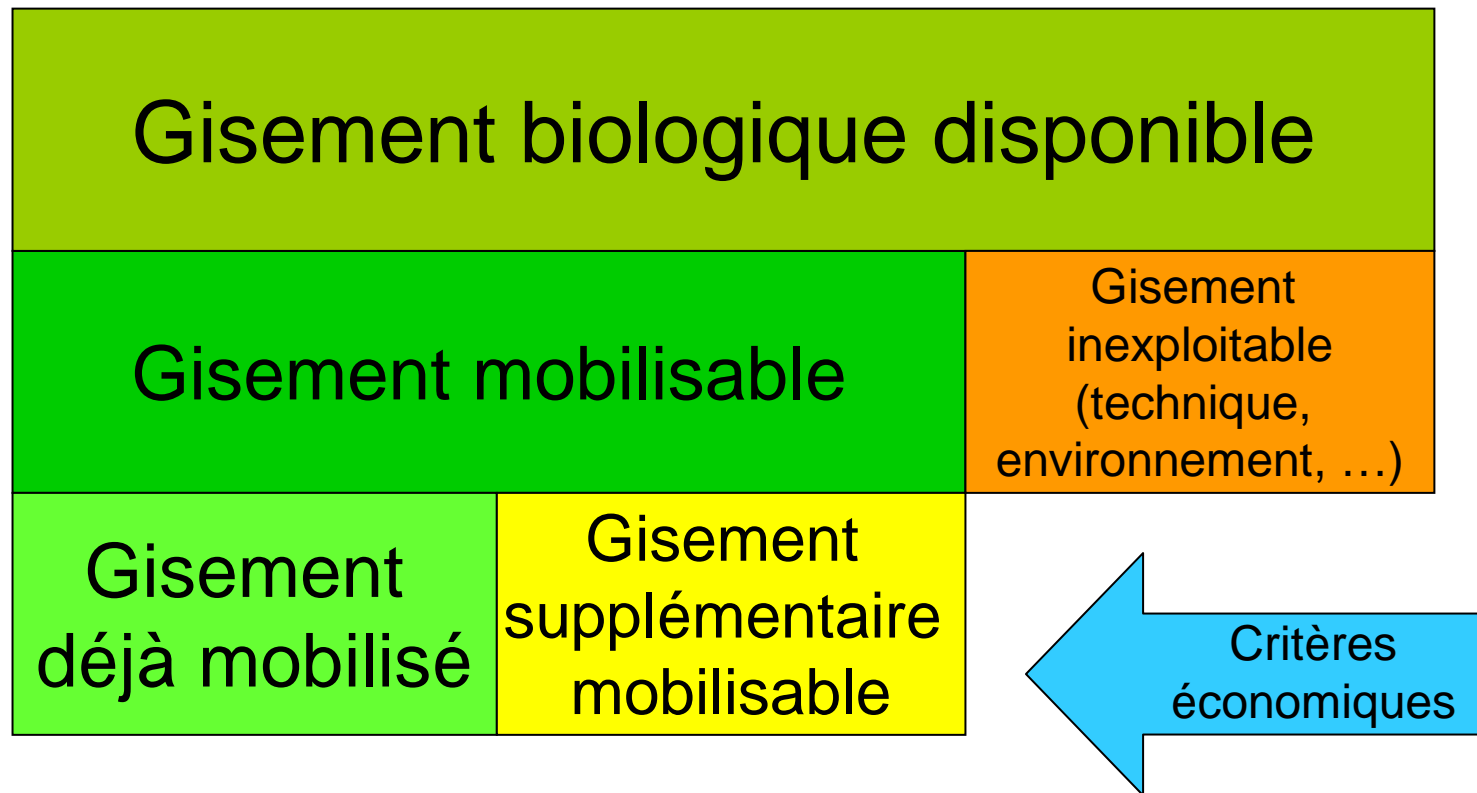 Gisement biologique disponible
Gisement mobilisable
Gisement
inexploitable
(technique,
environnement, …)
Gisement
déjà mobilisé
Gisement
supplémentaire
mobilisable
Critères
économiques